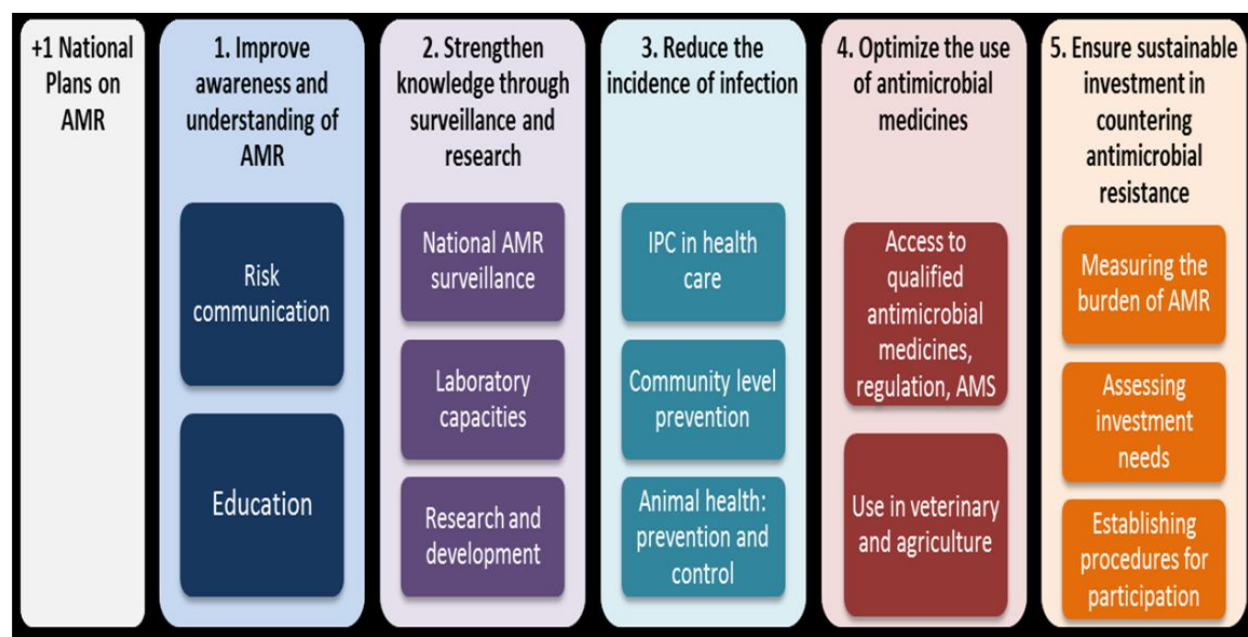 +1 National
Plans on
AMR
1. Improve
awareness and
understanding of
AMR
Risk
communication
Education
2. Strengthen
knowledge through
surveillance and
research
National AMR
surveillance
Laboratory
capacities
Research and
development
3. Reduce the
incidence of infection
IPC in health
care
Community level
prevention
Animal health:
prevention and
control
4. Optimize the use
of antimicrobial
medicines
Access to
qualified
antimicrobial
medicines,
regulation, AMS
Use in veterinary
and agriculture
5. Ensure sustainable
investment in
countering
antimicrobial
resistance
Measuring the
burden of AMR
Assessing
investment
needs
Establishing
procedures for
participation